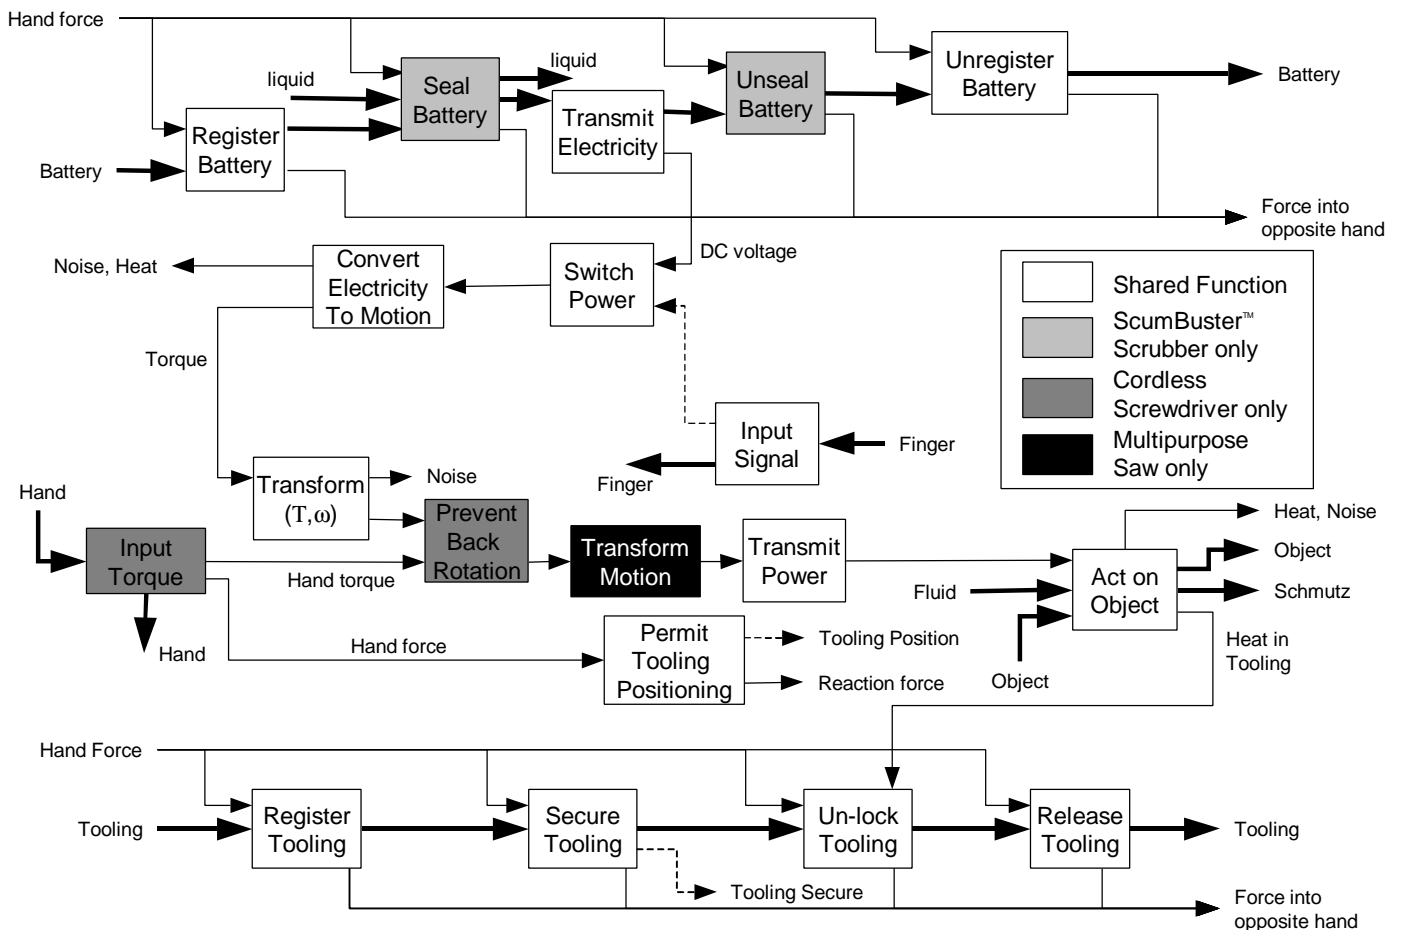 Hand force
liquid
liquid
Seal
Battery
Unseal
Battery
Unregister
Battery
Battery
Register
Battery
Transmit
Electricity
Battery
Force into
opposite hand
DC voltage
Noise, Heat
Convert
Electricity
To Motion
Switch
Power
Shared Function
ScumBuster™
Scrubber only
Cordless
Screwdriver only
Multipurpose
Saw only
Torque
Input
Signal
Finger
Finger
Transform
(T,ω)
Noise
Hand
Input
Torque
Hand torque
Prevent
Back
Rotation
Transform
Motion
Transmit
Power
Fluid
Act on
Object
Heat, Noise
Object
Schmutz
Hand
Hand force
Permit
Tooling
Positioning
Tooling Position
Reaction force
Object
Heat in
Tooling
Hand Force
Tooling
Register
Tooling
Secure
Tooling
Un-lock
Tooling
Release
Tooling
Tooling
Tooling Secure
Force into
opposite hand